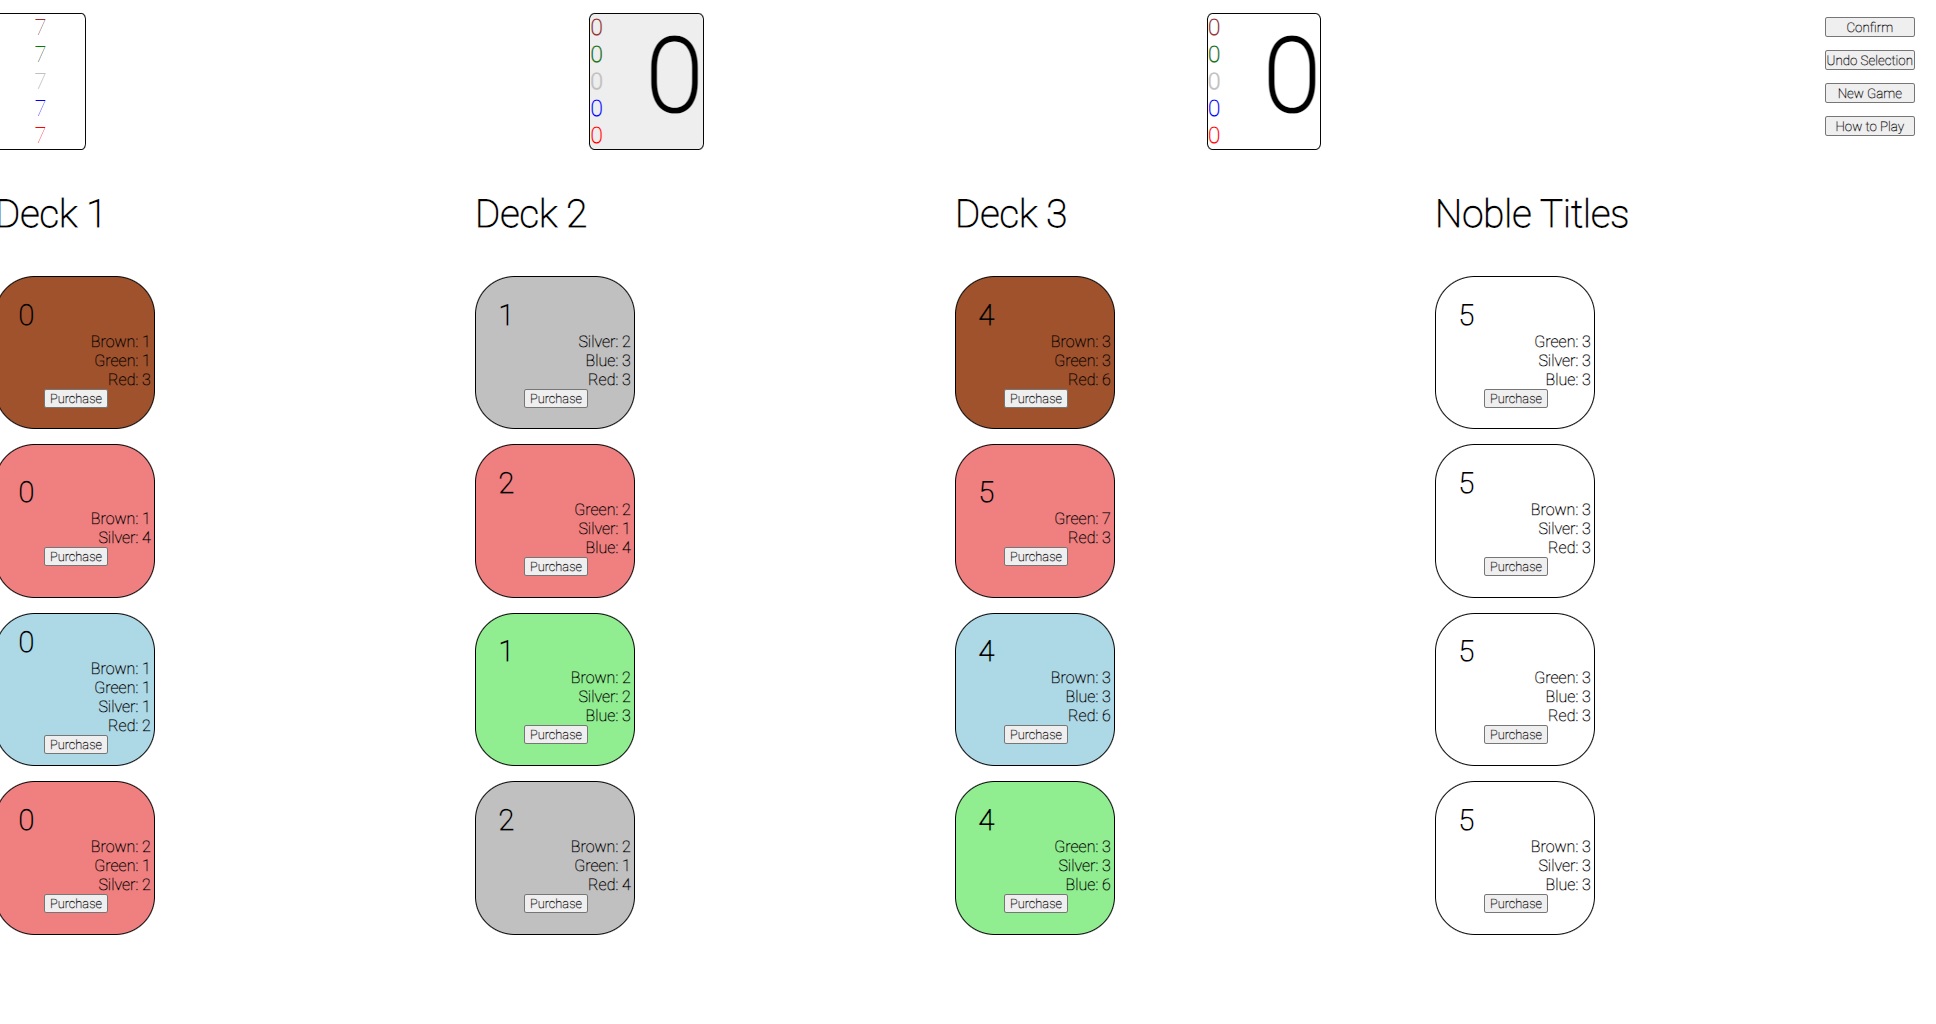 7
7
7
7
7
0
0
0
0
0
0
0
0
0
0
0
0
Confirm
Undo Selection
New Game
How to Play
Deck 1
0
Brown: 1
Green: 1
Red: 3
Purchase
0
Brown: 1
Silver: 4
Purchase
0
Brown: 1
Green: 1
Silver: 1
Red: 2
Purchase
0
Brown: 2
Green: 1
Silver: 2
Purchase
Deck 2
1
Silver: 2
Blue: 3
Red: 3
Purchase
2
Green: 2
Silver: 1
Blue: 4
Purchase
1
Brown: 2
Silver: 2
Blue: 3
Purchase
2
Brown: 2
Green: 1
Red: 4
Purchase
Deck 3
4
Brown: 3
Green: 3
Red: 6
Purchase
5
Green: 7
Red: 3
Purchase
4
Brown: 3
Blue: 3
Red: 6
Purchase
4
Green: 3
Silver: 3
Blue: 6
Purchase
Noble Titles
5
Green: 3
Silver: 3
Blue: 3
Purchase
5
Brown: 3
Silver: 3
Red: 3
Purchase
5
Green: 3
Blue: 3
Red: 3
Purchase
5
Brown: 3
Silver: 3
Blue: 3
Purchase